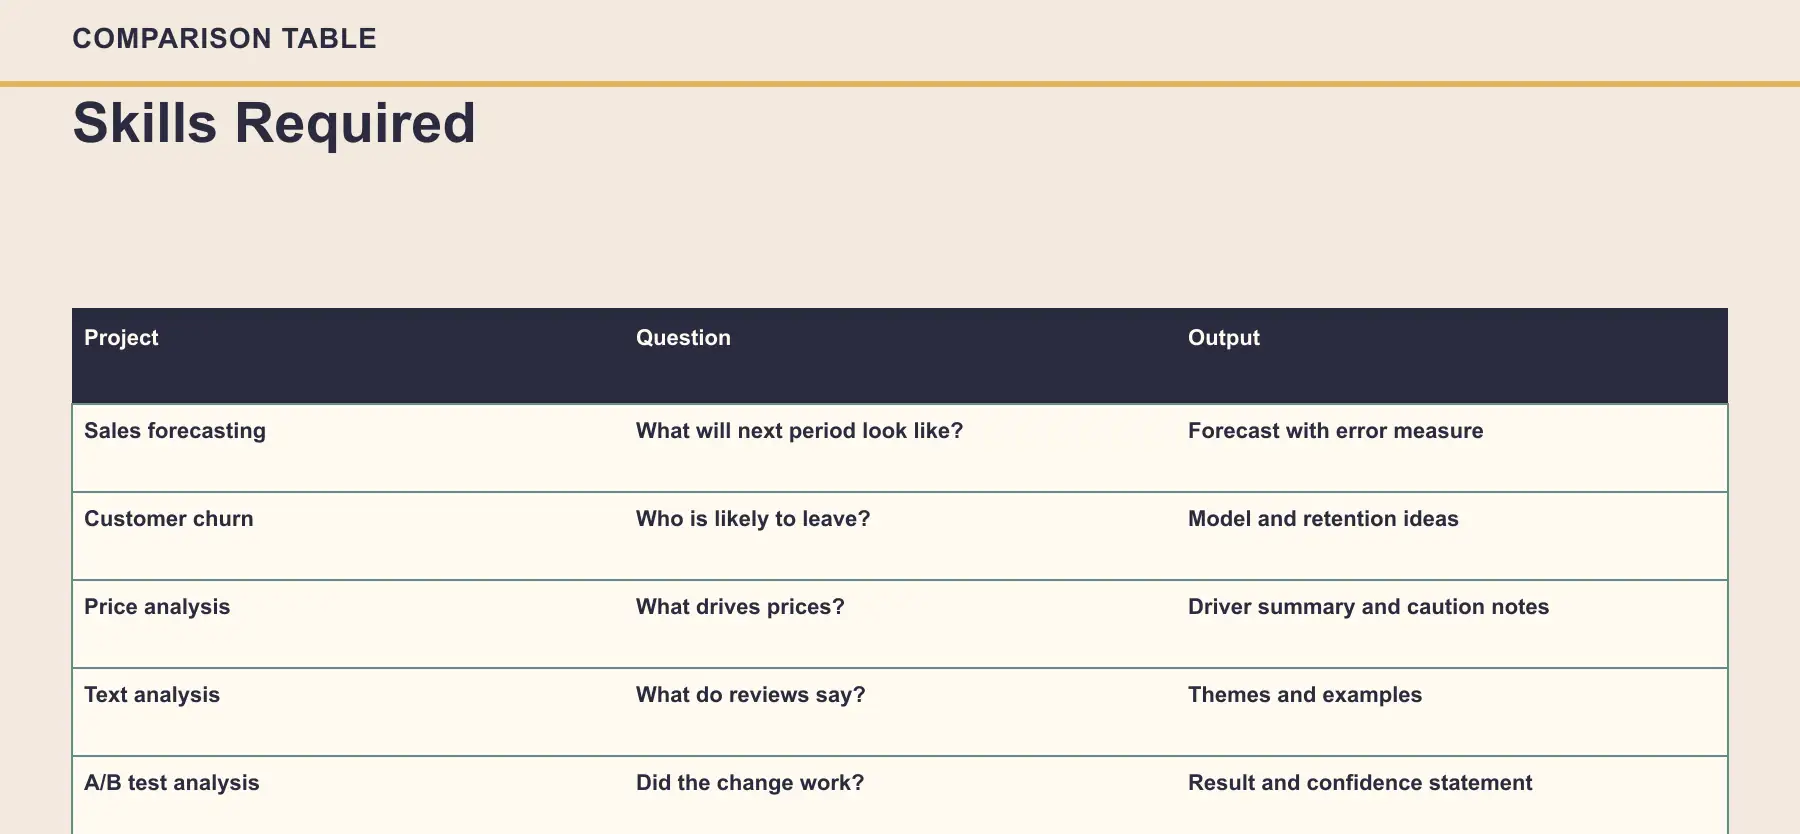 COMPARISON TABLE
Skills Required
Project Question Output
Sales forecasting What will next period look like? Forecast with error measure
Customer churn Who is likely to leave? Model and retention ideas
Price analysis What drives prices? Driver summary and caution notes
Text analysis What do reviews say? Themes and examples
A/B test analysis Did the change work? Result and confidence statement